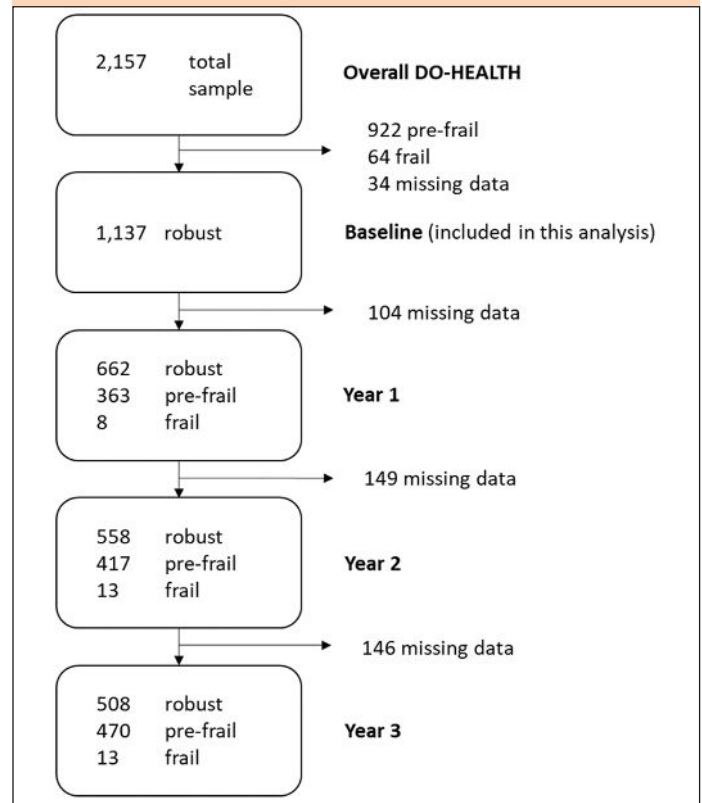 2,157 total
sample
Overall DO-HEALTH
922 pre-frail
64 frail
34 missing data
1,137 robust
Baseline (included in this analysis)
104 missing data
662 robust
363 pre-frail
8 frail
Year 1
149 missing data
558 robust
417 pre-frail
13 frail
Year 2
146 missing data
508 robust
470 pre-frail
13 frail
Year 3